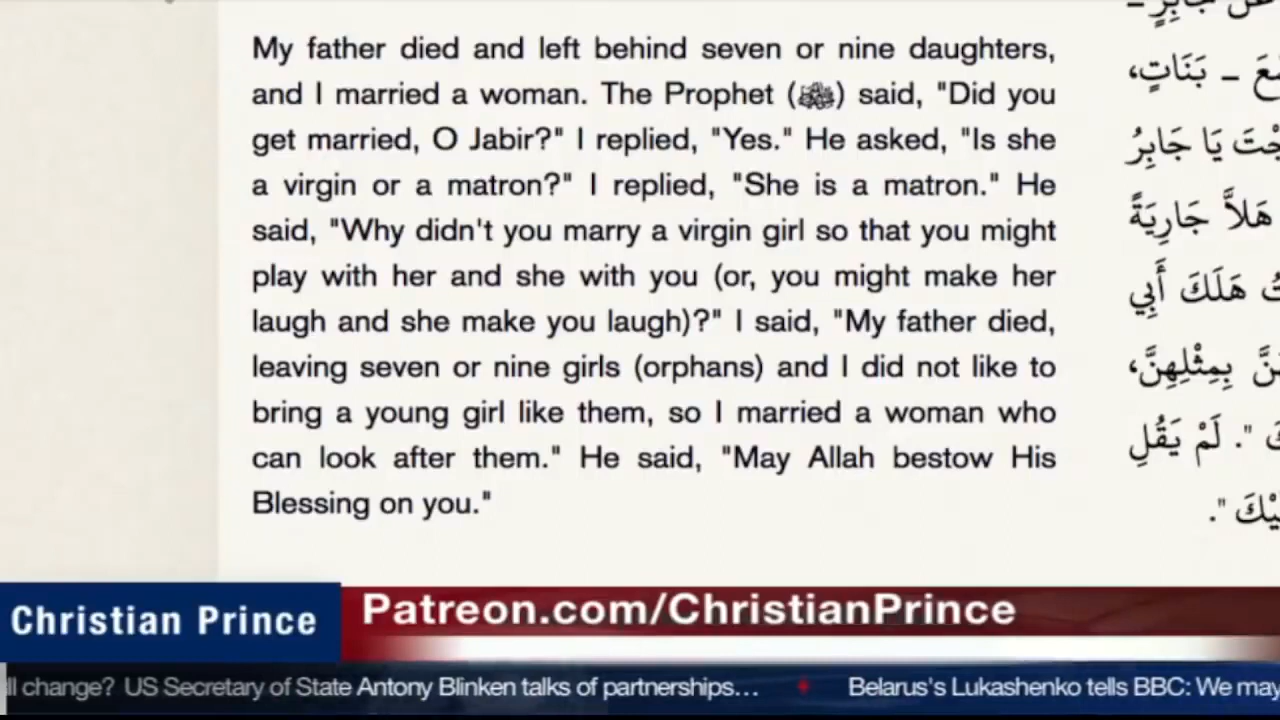 My father died and left behind seven or nine daughters,
and I married a woman. The Prophet (ﷺ) said, "Did you
get married, O Jabir?" I replied, "Yes." He asked, "Is she
a virgin or a matron?" I replied, "She is a matron." He
said, "Why didn't you marry a virgin girl so that you might
play with her and she with you (or, you might make her
laugh and she make you laugh)?" I said, "My father died,
leaving seven or nine girls (orphans) and I did not like to
bring a young girl like them, so I married a woman who
can look after them." He said, "May Allah bestow His
Blessing on you."
جَابِرٍ ـ
ـ بَنَاتٍ،
يَا جَابِرُ
هَلاَّ جَارِيَةً
هَلَكَ أَبِي
بِمِثْلِهِنَّ،
". لَمْ يَقُلِ
".
Christian Prince
Patreon.com/ChristianPrince
ll change? US Secretary of State Antony Blinken talks of partnerships... Belarus's Lukashenko tells BBC: We may